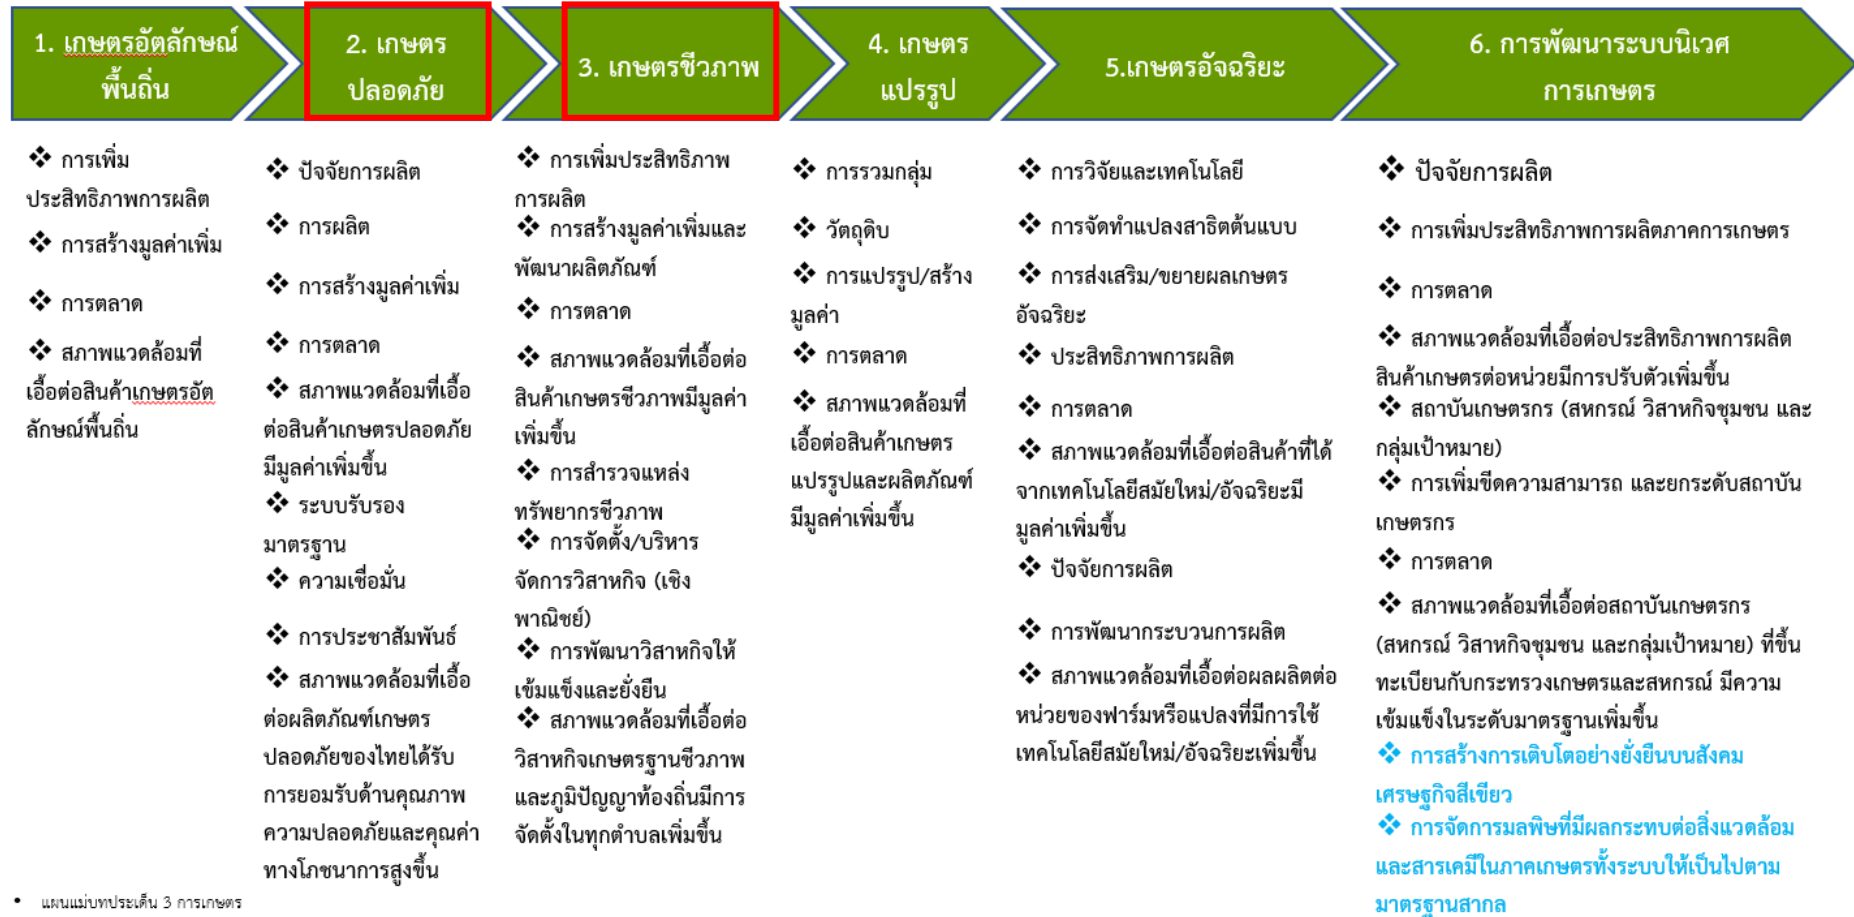 1. เกษตรอัตลักษณ์
พื้นถิ่น
2. เกษตร
ปลอดภัย
3. เกษตรชีวภาพ
4. เกษตร
แปรรูป
5.เกษตรอัจฉริยะ
6. การพัฒนาระบบนิเวศ
การเกษตร
❖ การเพิ่ม
ประสิทธิภาพการผลิต
❖ การสร้างมูลค่าเพิ่ม
❖ การตลาด
❖ สภาพแวดล้อมที่
เอื้อต่อสินค้าเกษตรอัต
ลักษณ์พื้นถิ่น
❖ ปัจจัยการผลิต
❖ การผลิต
❖ การสร้างมูลค่าเพิ่ม
❖ การตลาด
❖ สภาพแวดล้อมที่เอื้อ
ต่อสินค้าเกษตรปลอดภัย
มีมูลค่าเพิ่มขึ้น
❖ ระบบรับรอง
มาตรฐาน
❖ ความเชื่อมั่น
❖ การประชาสัมพันธ์
❖ สภาพแวดล้อมที่เอื้อ
ต่อผลิตภัณฑ์เกษตร
ปลอดภัยของไทยได้รับ
การยอมรับด้านคุณภาพ
ความปลอดภัยและคุณค่า
ทางโภชนาการสูงขึ้น
❖ การเพิ่มประสิทธิภาพ
การผลิต
❖ การสร้างมูลค่าเพิ่มและ
พัฒนาผลิตภัณฑ์
❖ การตลาด
❖ สภาพแวดล้อมที่เอื้อต่อ
สินค้าเกษตรชีวภาพมีมูลค่า
เพิ่มขึ้น
❖ การสำรวจแหล่ง
ทรัพยากรชีวภาพ
❖ การจัดตั้ง/บริหาร
จัดการวิสาหกิจ (เชิง
พาณิชย์)
❖ การพัฒนาวิสาหกิจให้
เข้มแข็งและยั่งยืน
❖ สภาพแวดล้อมที่เอื้อต่อ
วิสาหกิจเกษตรฐานชีวภาพ
และภูมิปัญญาท้องถิ่นมีการ
จัดตั้งในทุกตำบลเพิ่มขึ้น
❖ การรวมกลุ่ม
❖ วัตถุดิบ
❖ การแปรรูป/สร้าง
มูลค่า
❖ การตลาด
❖ สภาพแวดล้อมที่
เอื้อต่อสินค้าเกษตร
แปรรูปและผลิตภัณฑ์
มีมูลค่าเพิ่มขึ้น
❖ การวิจัยและเทคโนโลยี
❖ การจัดทำแปลงสาธิตต้นแบบ
❖ การส่งเสริม/ขยายผลเกษตร
อัจฉริยะ
❖ ประสิทธิภาพการผลิต
❖ การตลาด
❖ สภาพแวดล้อมที่เอื้อต่อสินค้าที่ได้
จากเทคโนโลยีสมัยใหม่/อัจฉริยะมี
มูลค่าเพิ่มขึ้น
❖ ปัจจัยการผลิต
❖ การพัฒนากระบวนการผลิต
❖ สภาพแวดล้อมที่เอื้อต่อผลผลิตต่อ
หน่วยของฟาร์มหรือแปลงที่มีการใช้
เทคโนโลยีสมัยใหม่/อัจฉริยะเพิ่มขึ้น
❖ ปัจจัยการผลิต
❖ การเพิ่มประสิทธิภาพการผลิตภาคการเกษตร
❖ การตลาด
❖ สภาพแวดล้อมที่เอื้อต่อประสิทธิภาพการผลิต
สินค้าเกษตรต่อหน่วยมีการปรับตัวเพิ่มขึ้น
❖ สถาบันเกษตรกร (สหกรณ์ วิสาหกิจชุมชน และ
กลุ่มเป้าหมาย)
❖ การเพิ่มขีดความสามารถ และยกระดับสถาบัน
เกษตรกร
❖ การตลาด
❖ สภาพแวดล้อมที่เอื้อต่อสถาบันเกษตรกร
(สหกรณ์ วิสาหกิจชุมชน และกลุ่มเป้าหมาย) ที่ขึ้น
ทะเบียนกับกระทรวงเกษตรและสหกรณ์ มีความ
เข้มแข็งในระดับมาตรฐานเพิ่มขึ้น
❖ การสร้างการเติบโตอย่างยั่งยืนบนสังคม
เศรษฐกิจสีเขียว
❖ การจัดการมลพิษที่มีผลกระทบต่อสิ่งแวดล้อม
และสารเคมีในภาคเกษตรทั้งระบบให้เป็นไปตาม
มาตรฐานสากล
• แผนแม่บทประเด็น 3 การเกษตร